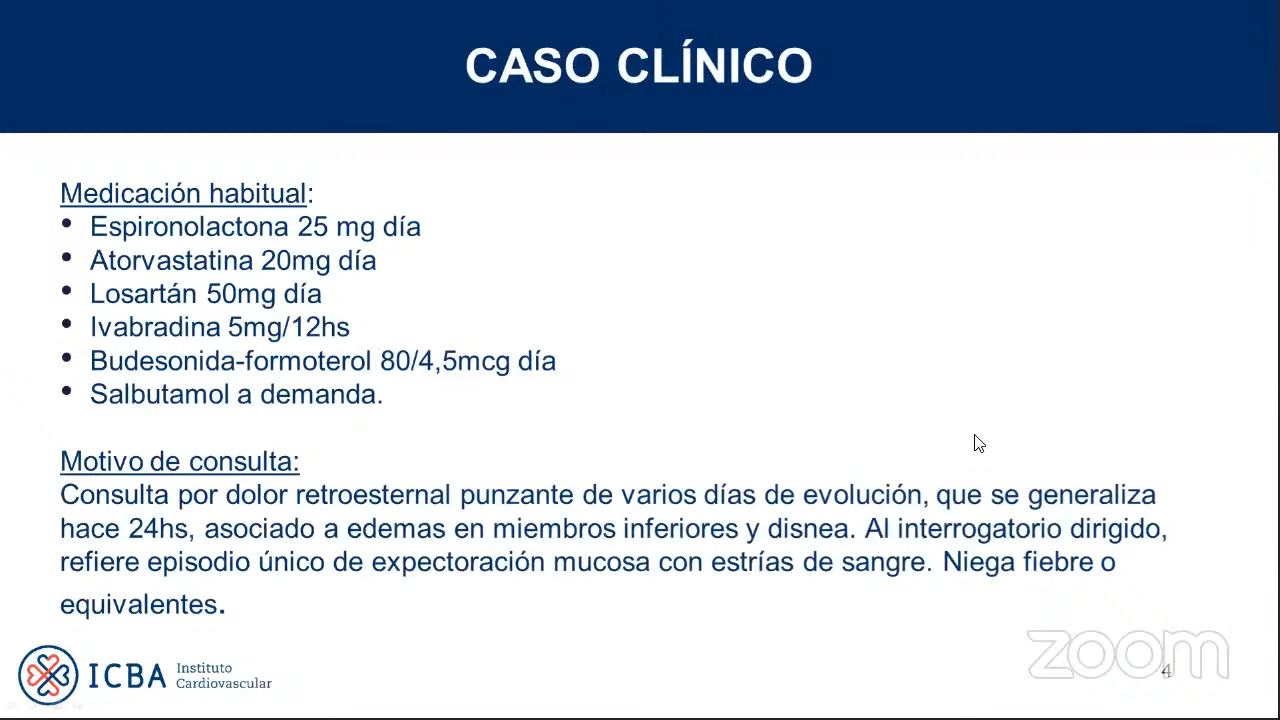 CASO CLÍNICO
Medicación habitual:
• Espironolactona 25 mg día
• Atorvastatina 20mg día
• Losartán 50mg día
• Ivabradina 5mg/12hs
• Budesonida-formoterol 80/4,5mcg día
• Salbutamol a demanda.
Motivo de consulta:
Consulta por dolor retroesternal punzante de varios días de evolución, que se generaliza
hace 24hs, asociado a edemas en miembros inferiores y disnea. Al interrogatorio dirigido,
refiere episodio único de expectoración mucosa con estrías de sangre. Niega fiebre o
equivalentes.
ICBA
Instituto
Cardiovascular
zoom
4